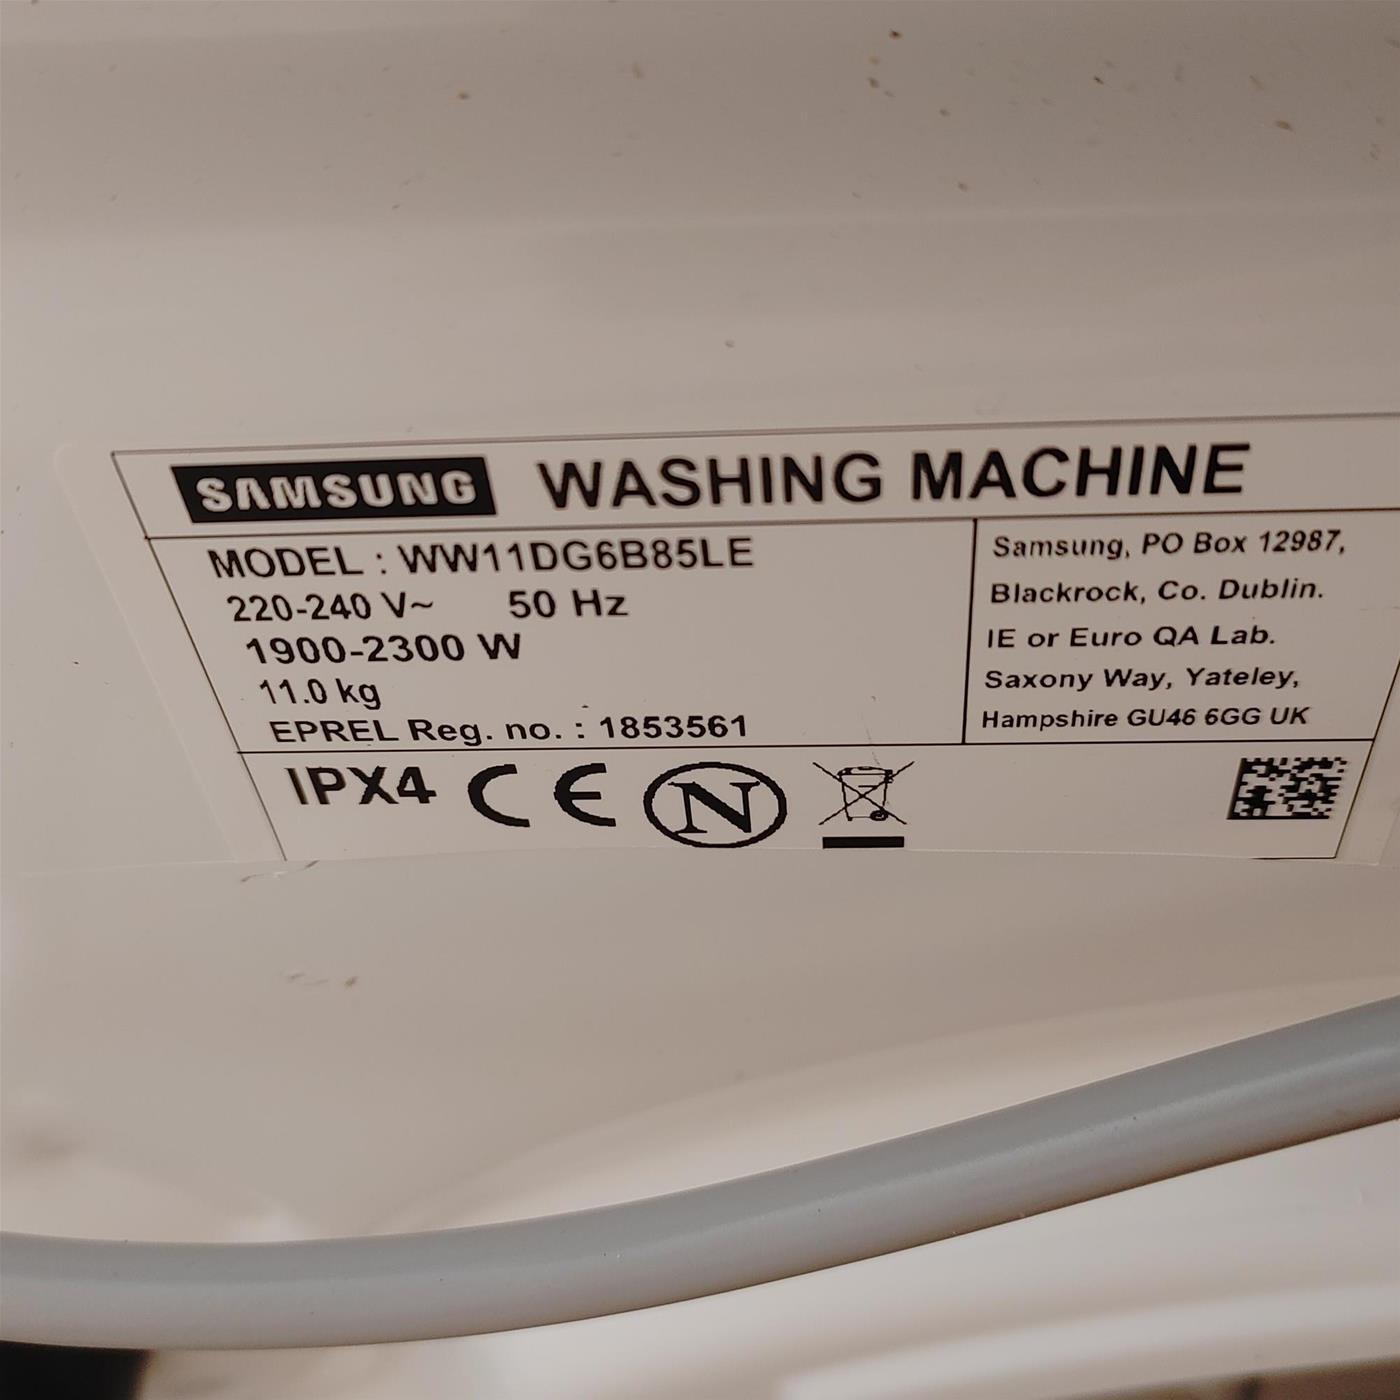 SAMSUNG WASHING MACHINE
MODEL : WW11DG6B85LE
220-240 V~ 50 Hz
1900-2300 W
11.0 kg
EPREL Reg. no. : 1853561
Samsung, PO Box 12987,
Blackrock, Co. Dublin.
IE or Euro QA Lab.
Saxony Way, Yateley,
Hampshire GU46 6GG UK
IPX4 CE N